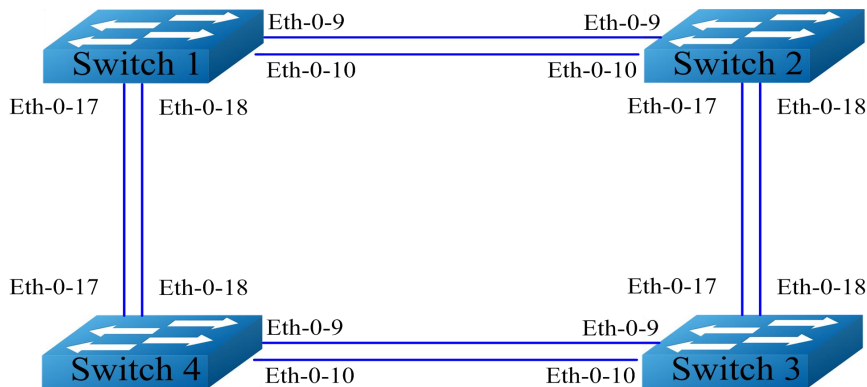 Eth-0-9 Eth-0-9
Switch 1 Switch 2
Eth-0-10 Eth-0-10
Eth-0-17 Eth-0-18 Eth-0-17 Eth-0-18
Eth-0-17 Eth-0-18 Eth-0-17 Eth-0-18
Eth-0-9 Eth-0-9
Switch 4 Switch 3
Eth-0-10 Eth-0-10